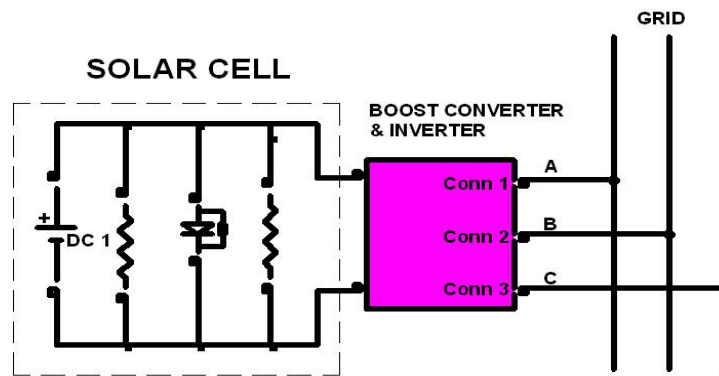 GRID
SOLAR CELL
BOOST CONVERTER
& INVERTER
+
DC 1
Conn 1
A
Conn 2
B
Conn 3
C